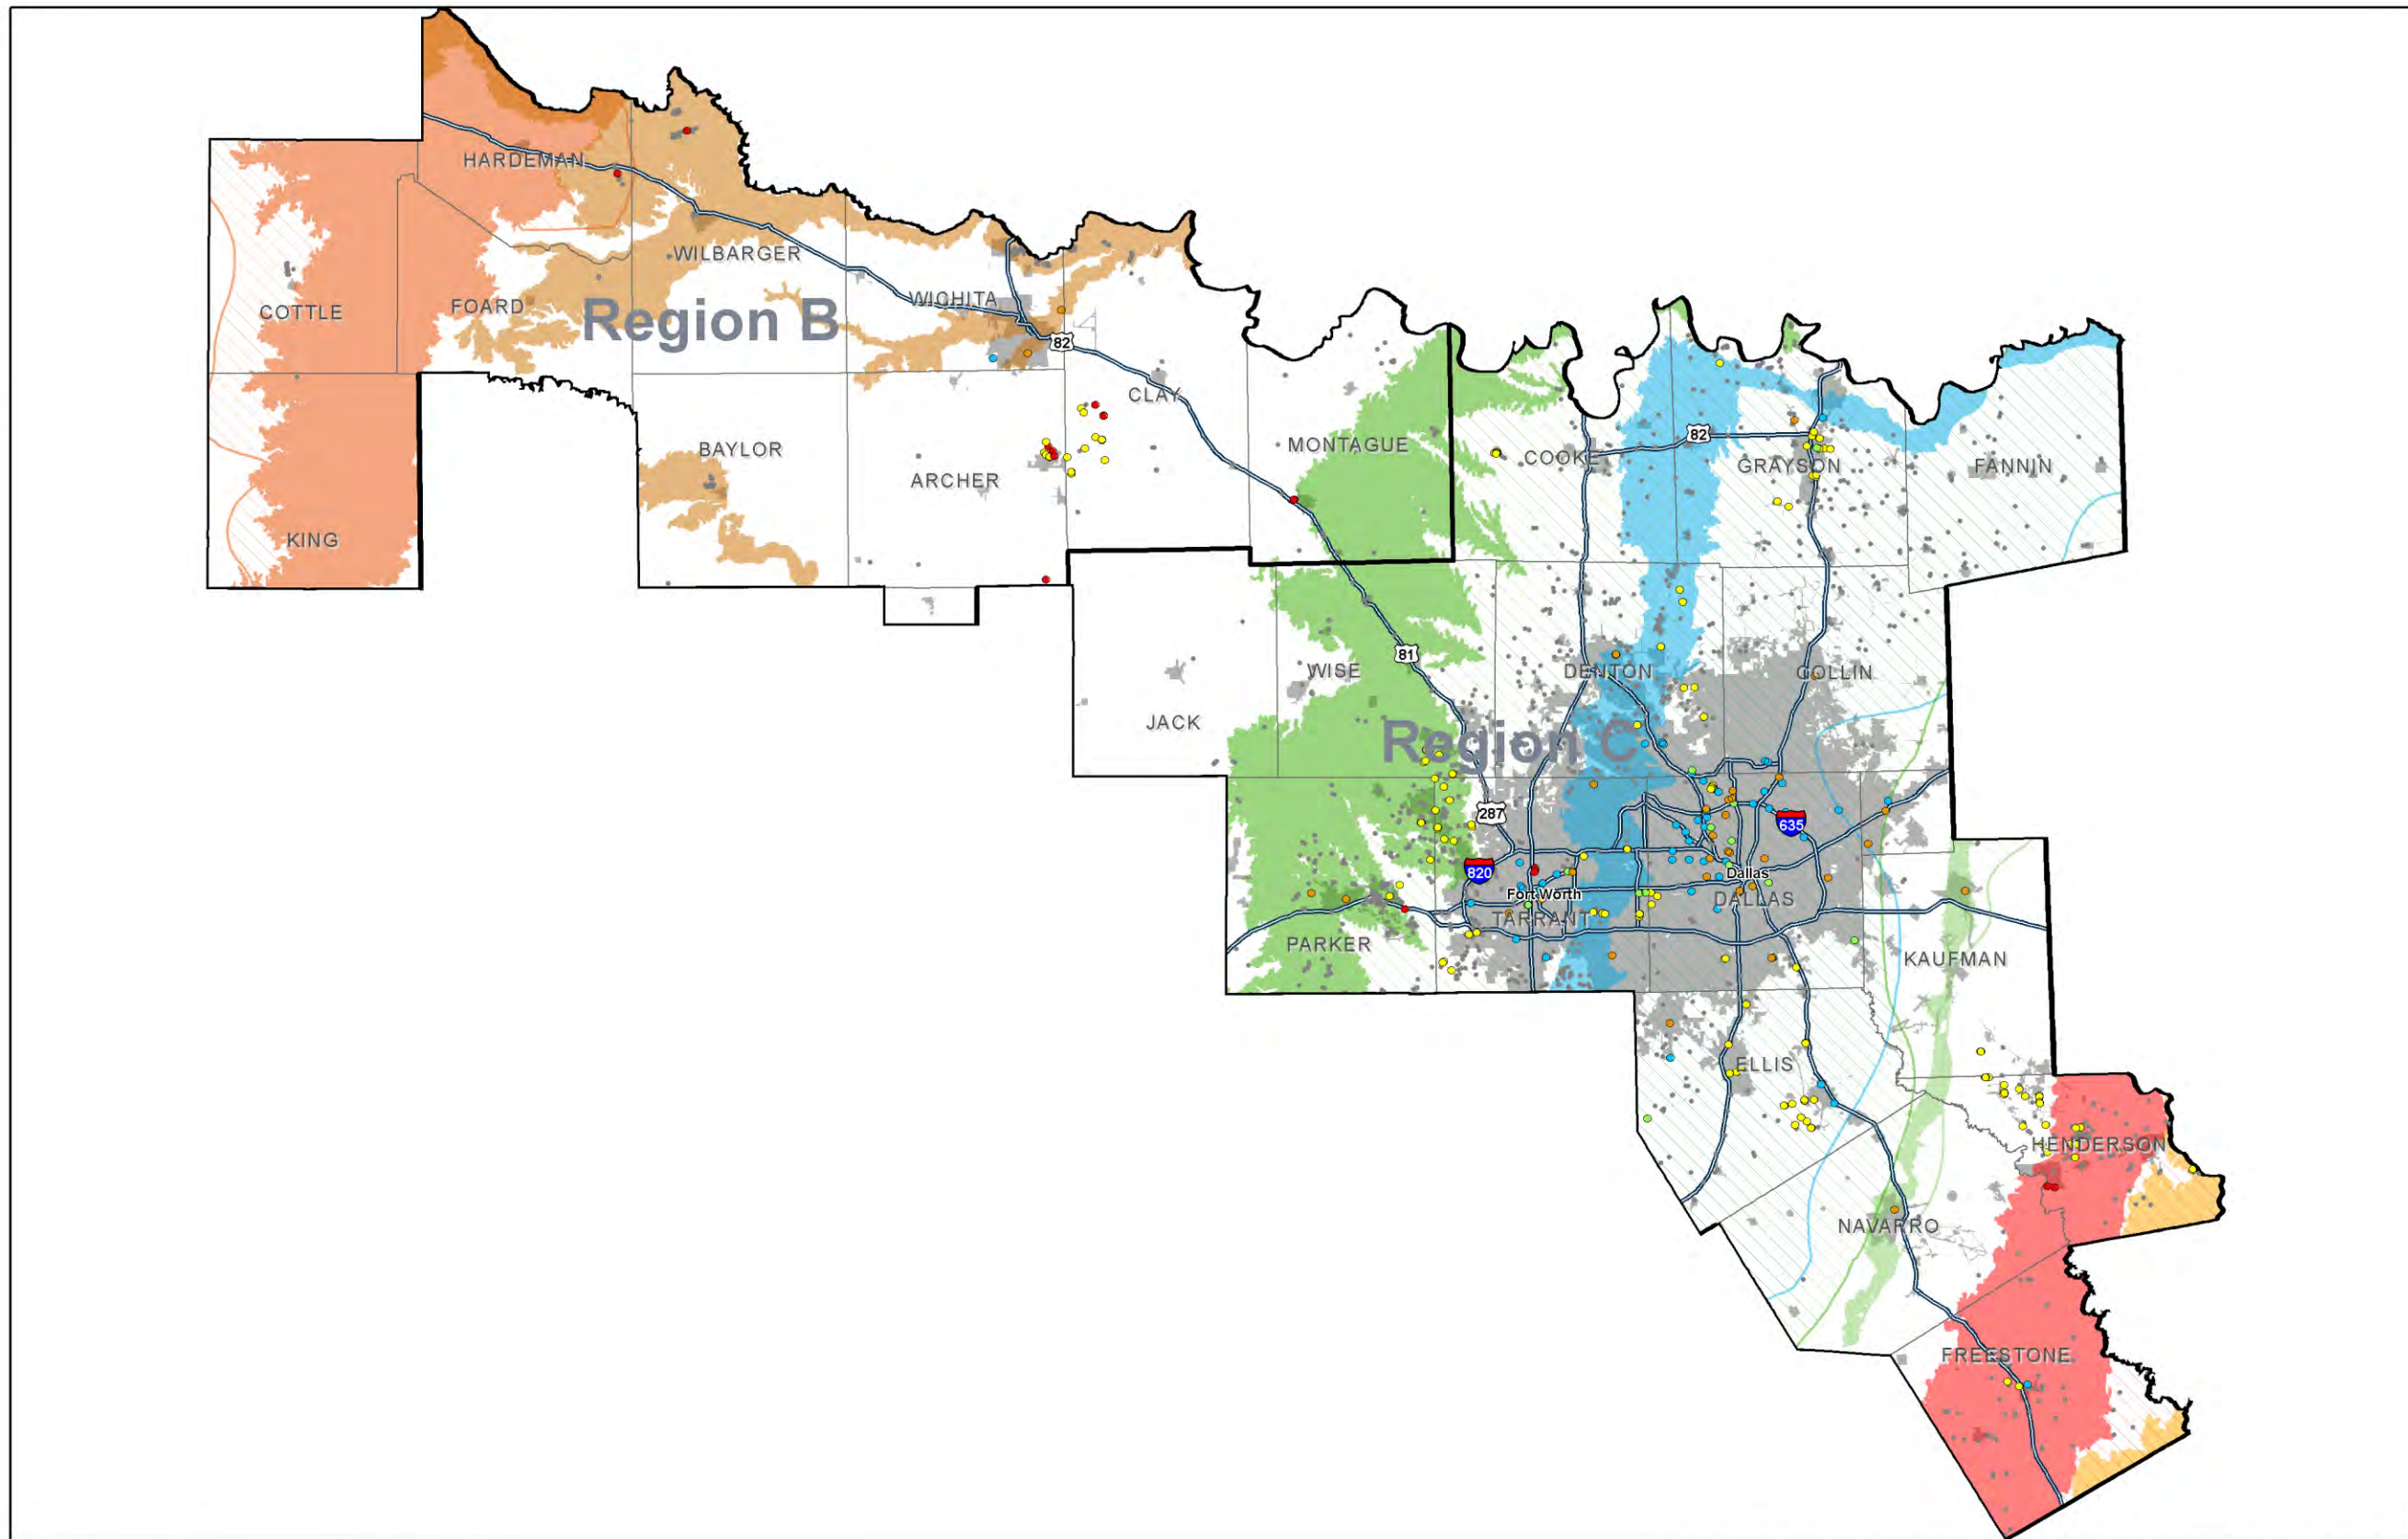 HARDEMAN
WILBARGER
WICHITA
COTTLE
FOARD
Region B
82
CLAY
BAYLOR
ARCHER
MONTAGUE
COOKE
82
GRAYSON
FANNIN
KING
WISE
81
DENTON
COLLIN
JACK
Region C
287
635
820
Fort Worth
Dallas
TARRANT
DALLAS
PARKER
KAUFMAN
ELLIS
HENDERSON
NAVARRO
FREESTONE